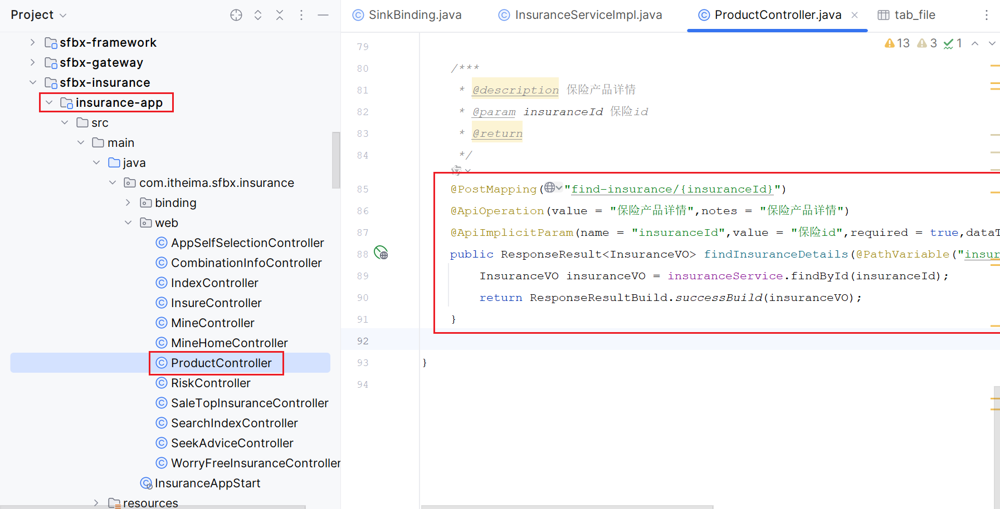 Project
sfbx-framework
sfbx-gateway
sfbx-insurance
insurance-app
src
main
java
com.itheima.sfbx.insurance
binding
web
AppSelfSelectionController
CombinationInfoController
IndexController
InsureController
MineController
MineHomeController
ProductController
RiskController
SaleTopInsuranceController
SearchIndexController
SeekAdviceController
WorryFreeInsuranceController
InsuranceAppStart
resources
SinkBinding.java InsuranceServiceImpl.java ProductController.java tab_file
13 3 1
79
80 /***
81 * @description 保险产品详情
82 * @param insuranceId 保险id
83 * @return
84 */
85 @PostMapping("find-insurance/{insuranceId}")
86 @ApiOperation(value = "保险产品详情",notes = "保险产品详情")
87 @ApiImplicitParam(name = "insuranceId",value = "保险id",required = true,dataT
88 public ResponseResult<InsuranceVO> findInsuranceDetails(@PathVariable("insur
89 InsuranceVO insuranceVO = insuranceService.findById(insuranceId);
90 return ResponseResultBuild.successBuild(insuranceVO);
91 }
92
93 }
94